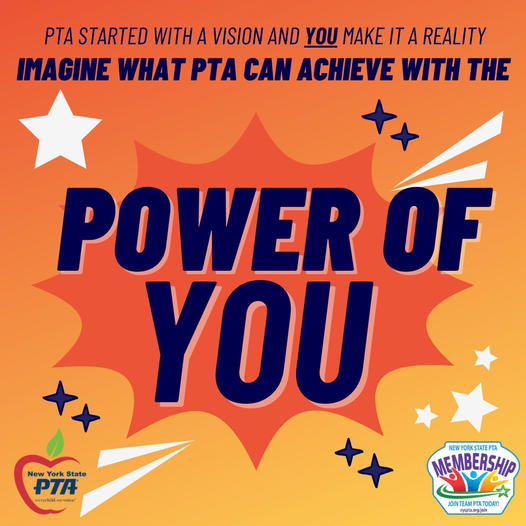 PTA STARTED WITH A VISION AND YOU MAKE IT A REALITY
IMAGINE WHAT PTA CAN ACHIEVE WITH THE
POWER OF
YOU
New York State
PTA
everychild.onevoice.
NEW YORK STATE PTA
MEMBERSHIP
JOIN TEAM PTA TODAY!
nyspta.org/join